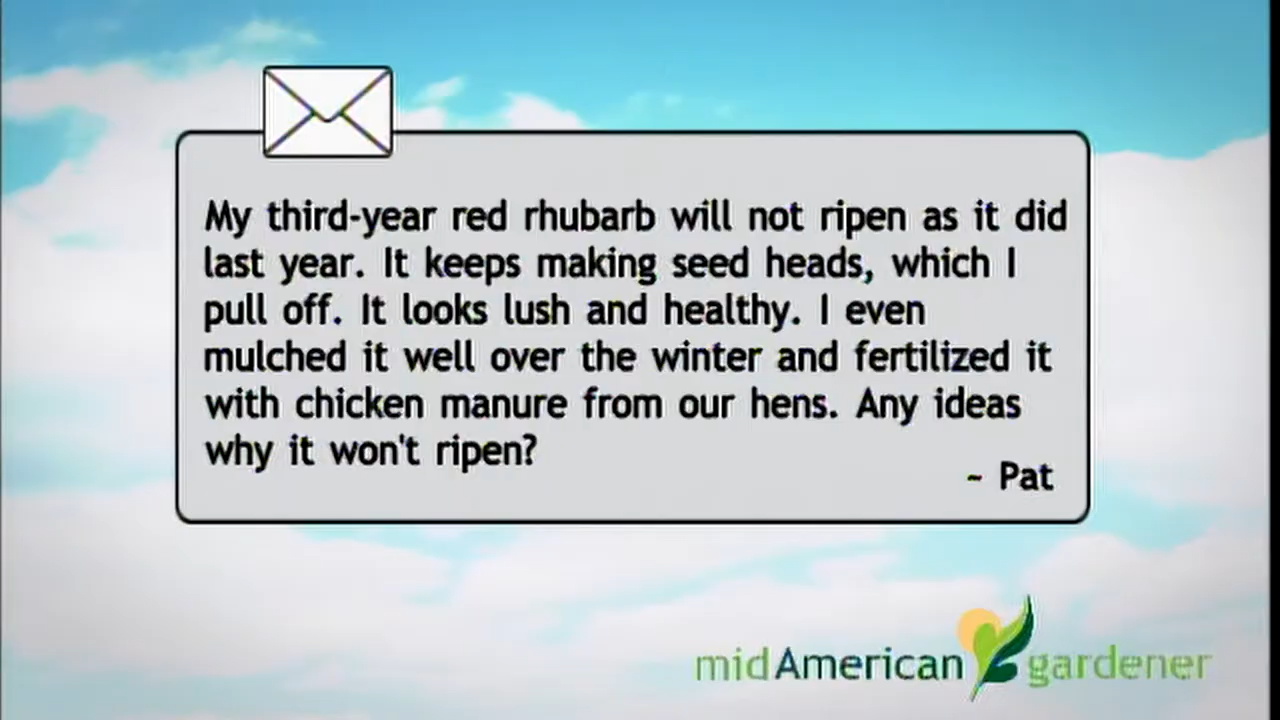 My third-year red rhubarb will not ripen as it did
last year. It keeps making seed heads, which I
pull off. It looks lush and healthy. I even
mulched it well over the winter and fertilized it
with chicken manure from our hens. Any ideas
why it won't ripen?
~ Pat
midAmerican gardener